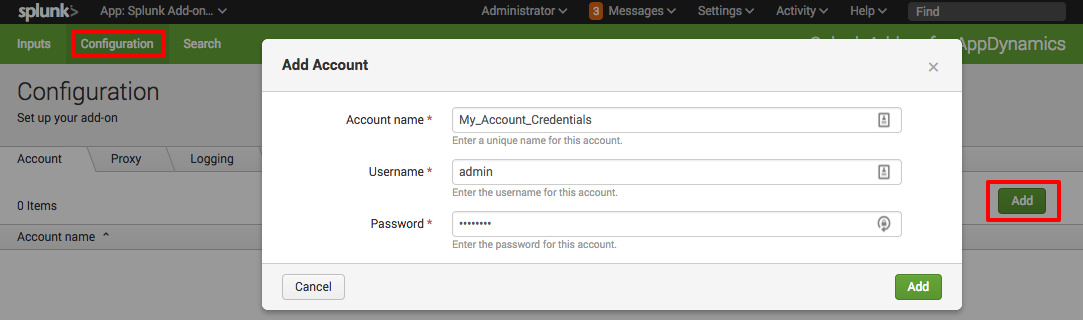 splunk> App: Splunk Add-on... Administrator 3 Messages Settings Activity Help Find
Inputs Configuration Search AppDynamics
Add Account
Configuration
Set up your add-on
Account name * My_Account_Credentials
Enter a unique name for this account.
Account Proxy Logging
Username * admin
Enter the username for this account.
0 Items Add
Password * ••••••••
Enter the password for this account.
Account name
Cancel Add